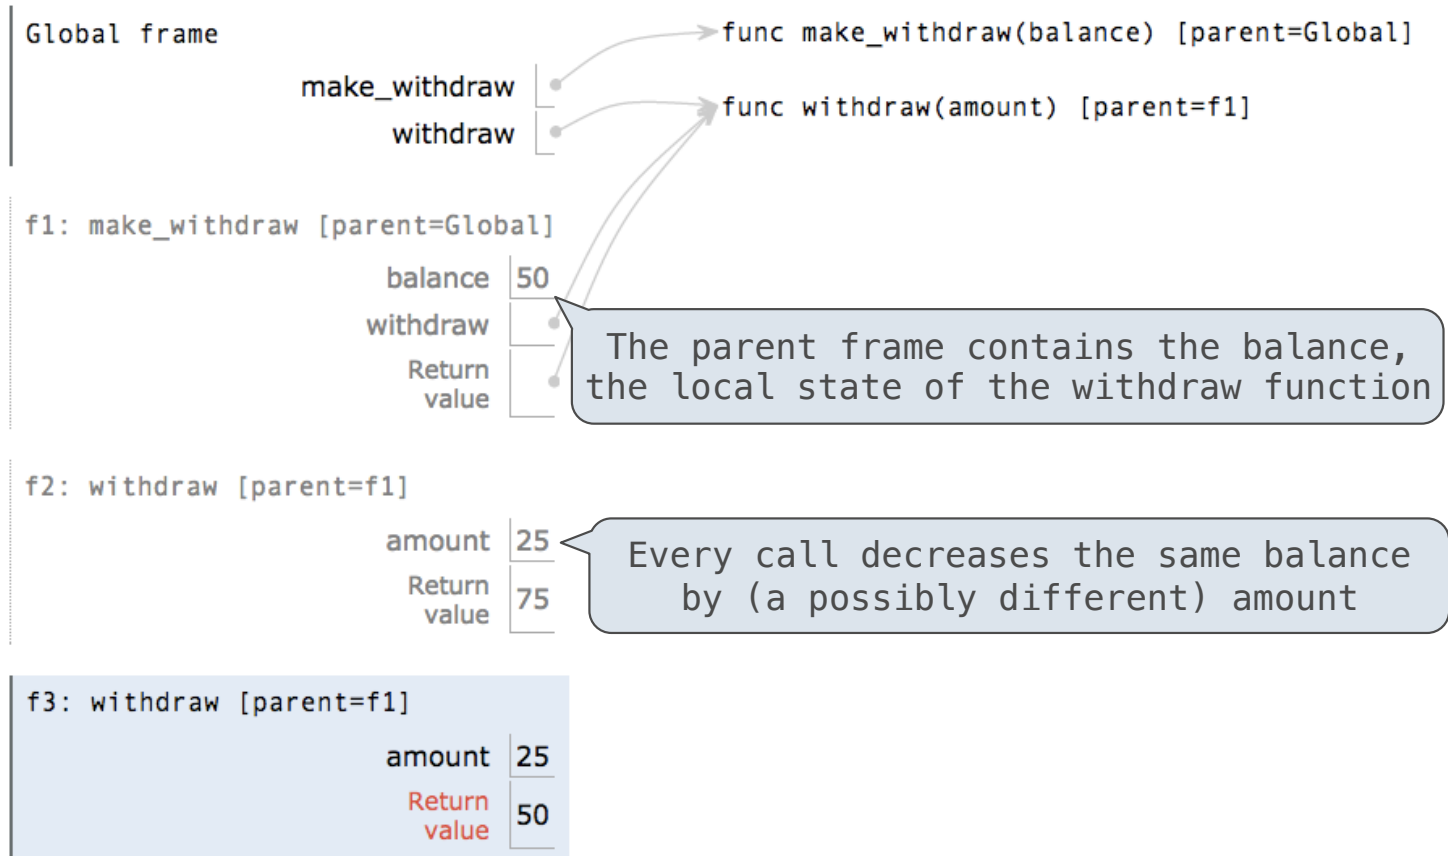 Global frame
func make_withdraw(balance) [parent=Global]
make_withdraw
withdraw
func withdraw(amount) [parent=f1]
f1: make_withdraw [parent=Global]
balance 50
withdraw
Return
value
The parent frame contains the balance,
the local state of the withdraw function
f2: withdraw [parent=f1]
amount 25
Return
value 75
Every call decreases the same balance
by (a possibly different) amount
f3: withdraw [parent=f1]
amount 25
Return
value 50